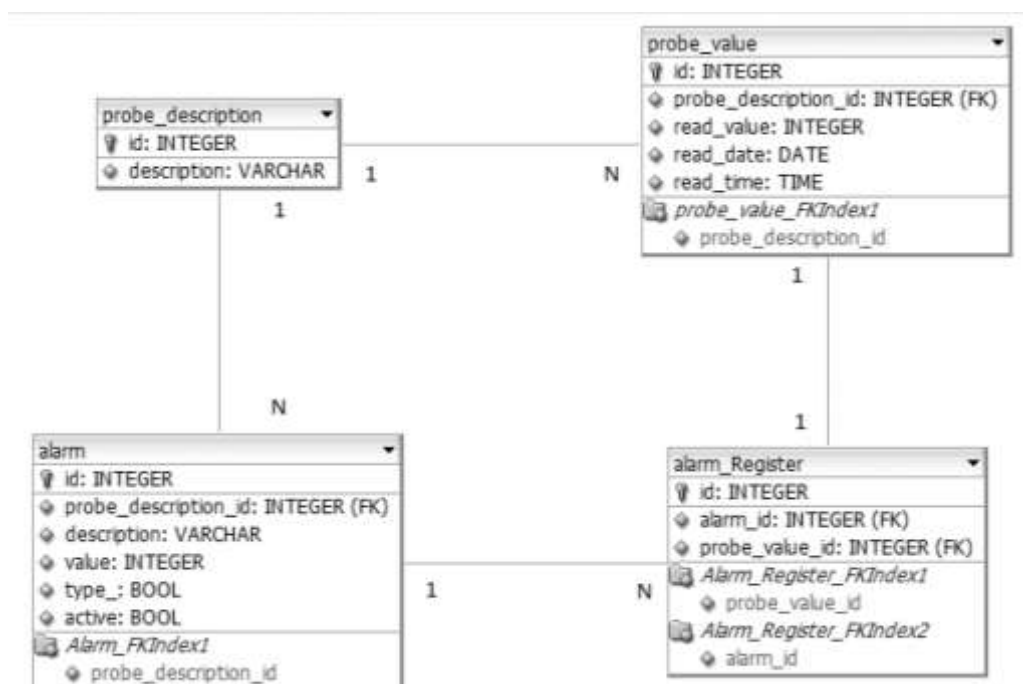 probe_value
id: INTEGER
probe_description_id: INTEGER (FK)
read_value: INTEGER
read_date: DATE
read_time: TIME
probe_value_FKIndex1
probe_description_id
probe_description
id: INTEGER
description: VARCHAR
1
N
1
1
N
1
alarm
id: INTEGER
probe_description_id: INTEGER (FK)
description: VARCHAR
value: INTEGER
type_: BOOL
active: BOOL
Alarm_FKIndex1
probe_description_id
1
N
alarm_Register
id: INTEGER
alarm_id: INTEGER (FK)
probe_value_id: INTEGER (FK)
Alarm_Register_FKIndex1
probe_value_id
Alarm_Register_FKIndex2
alarm_id